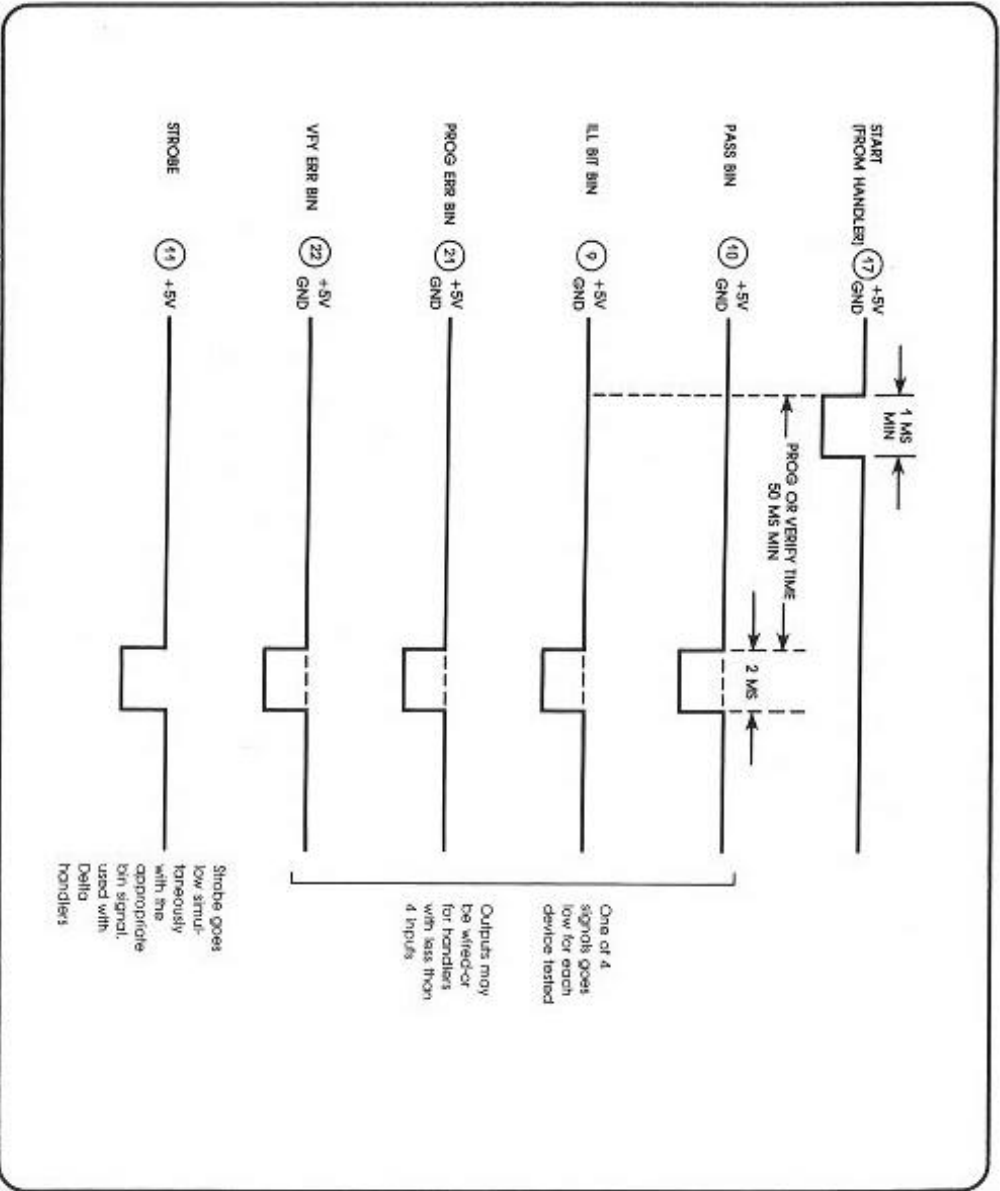 START
(FROM HANDLER) 17 +5V
GND
1 MS
MIN
PROG OR VERIFY TIME
50 MS MIN
PASS BIN 10 +5V
GND
2 MS
ILL BIT BIN 9 +5V
GND
PROG ERR BIN 21 +5V
GND
VFY ERR BIN 22 +5V
GND
STROBE 11 +5V
One of 4
signals goes
low for each
device tested
Outputs may
be wired-or
for handlers
with less than
4 inputs
Strobe goes
low simul-
taneously
with the
appropriate
bin signal.
used with
Delta
handlers